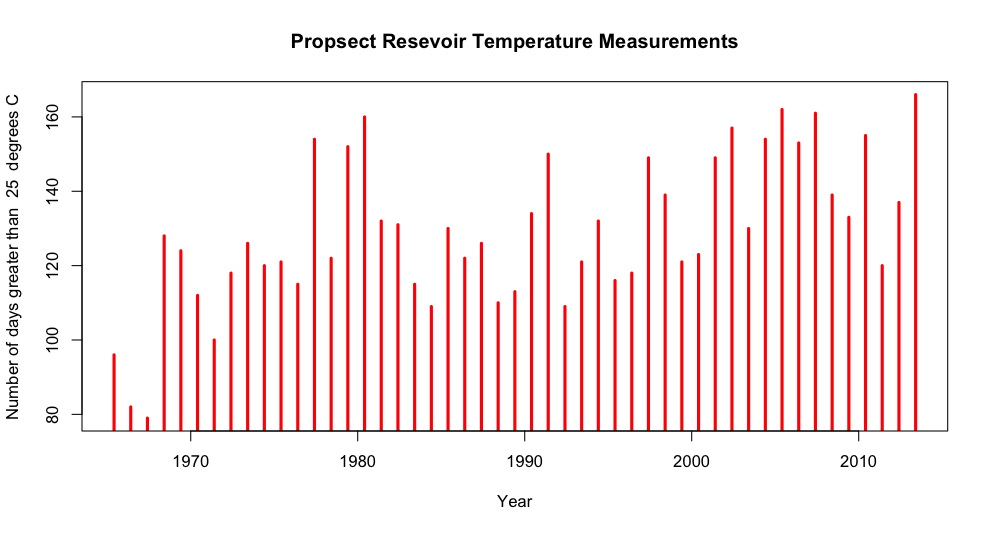 Propsect Resevoir Temperature Measurements
Number of days greater than  25  degrees C
160
140
120
100
80
1970 1980 1990 2000 2010
Year